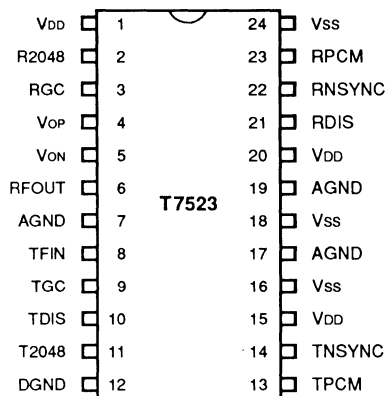 VDD 1 24 VSS
R2048 2 23 RPCM
RGC 3 22 RNSYNC
VOP 4 21 RDIS
VON 5 20 VDD
RFOUT 6 19 AGND
T7523
AGND 7 18 VSS
TFIN 8 17 AGND
TGC 9 16 VSS
TDIS 10 15 VDD
T2048 11 14 TNSYNC
DGND 12 13 TPCM